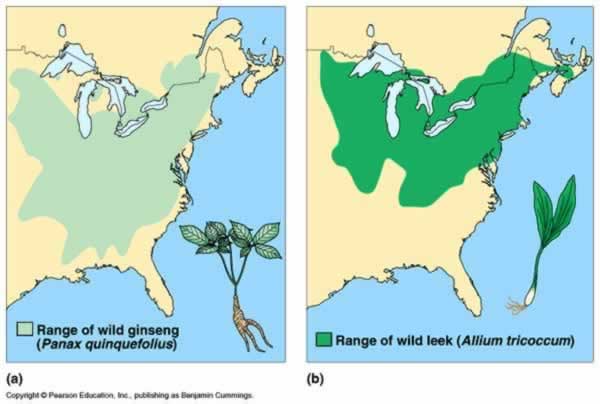 Range of wild ginseng
(Panax quinquefolius)
Range of wild leek (Allium tricoccum)
(a)
(b)
Copyright © Pearson Education, Inc., publishing as Benjamin Cummings.